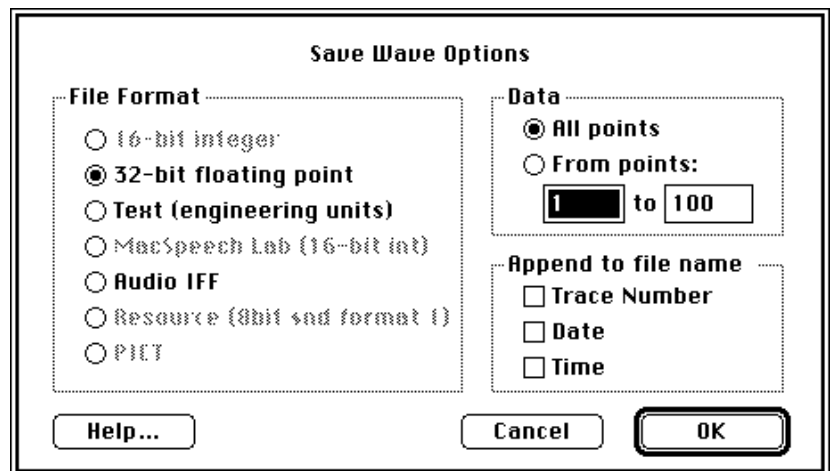 Save Wave Options
File Format
16-bit integer
32-bit floating point
Text (engineering units)
MacSpeech Lab (16-bit int)
Audio IFF
Resource (8bit snd format 1)
PICT
Data
All points
From points:
1 to 100
Append to file name
Trace Number
Date
Time
Help...
Cancel
OK